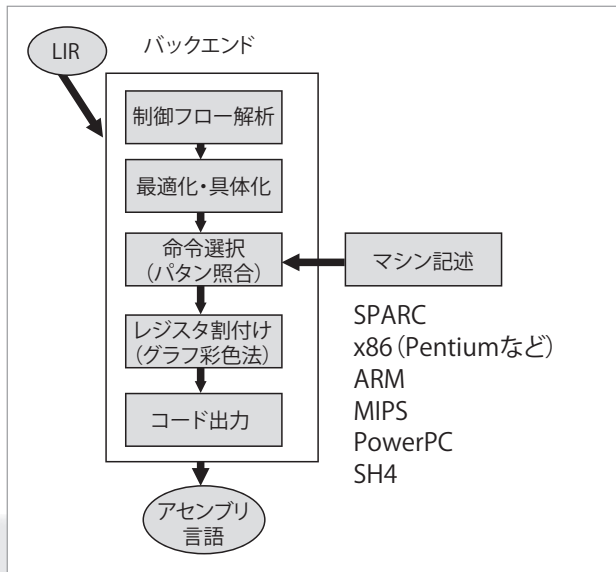 LIR
バックエンド
制御フロー解析
最適化・具体化
命令選択
(パタン照合)
マシン記述
レジスタ割付け
(グラフ彩色法)
コード出力
SPARC
x86(Pentiumなど)
ARM
MIPS
PowerPC
SH4
アセンブリ
言語